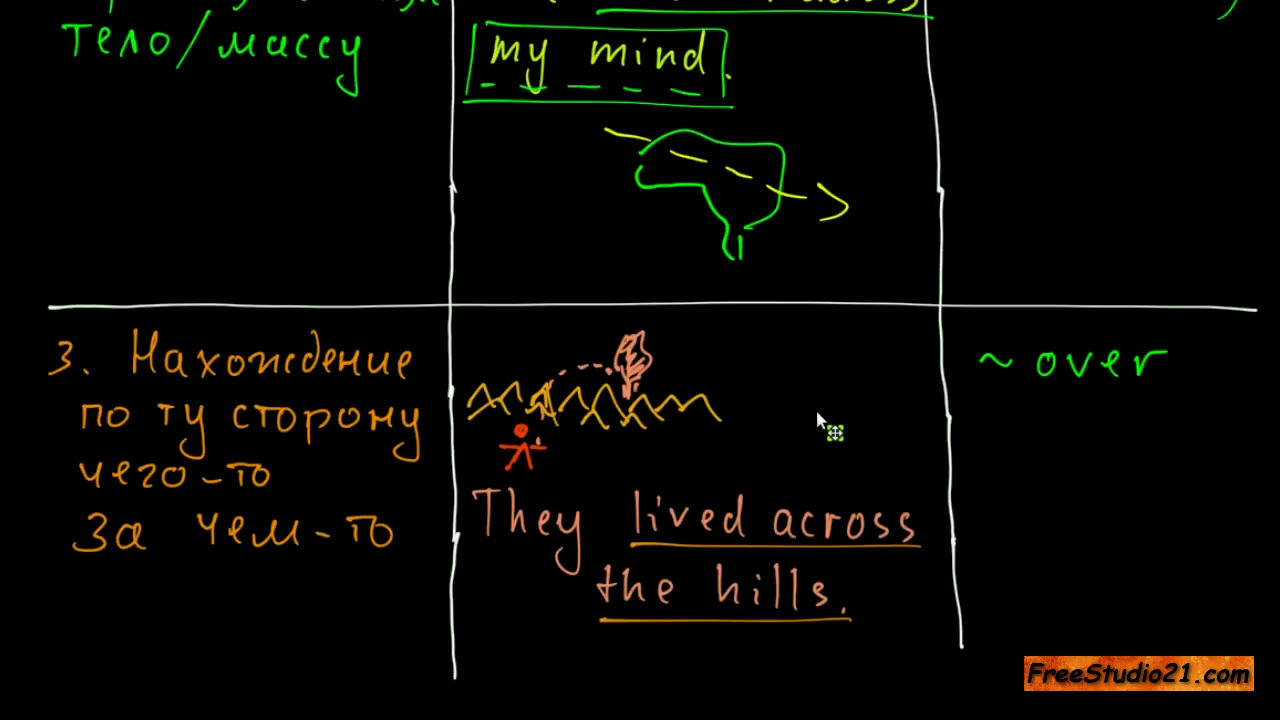 across
тело/массу
my mind.
3. Нахождение
по ту сторону
чего-то
За чем-то
They lived across
the hills.
~ over
FreeStudio21.com